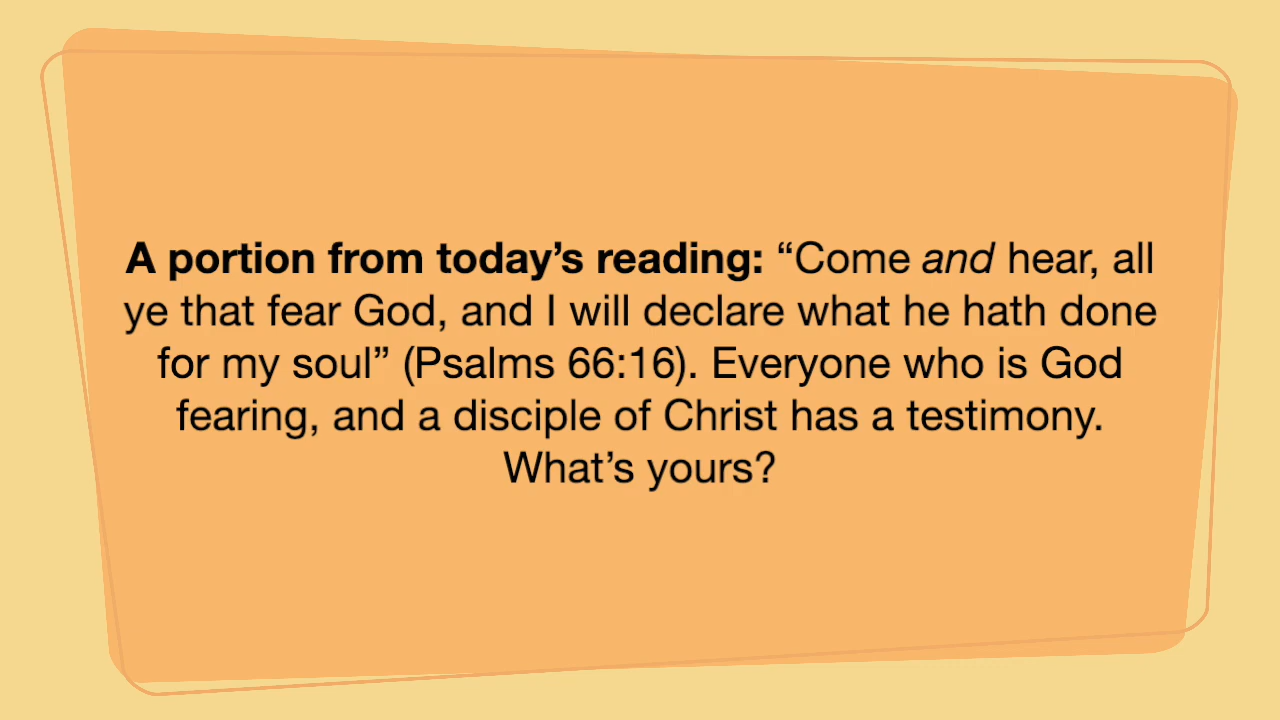 A portion from today’s reading: “Come and hear, all
ye that fear God, and I will declare what he hath done
for my soul” (Psalms 66:16). Everyone who is God
fearing, and a disciple of Christ has a testimony.
What’s yours?